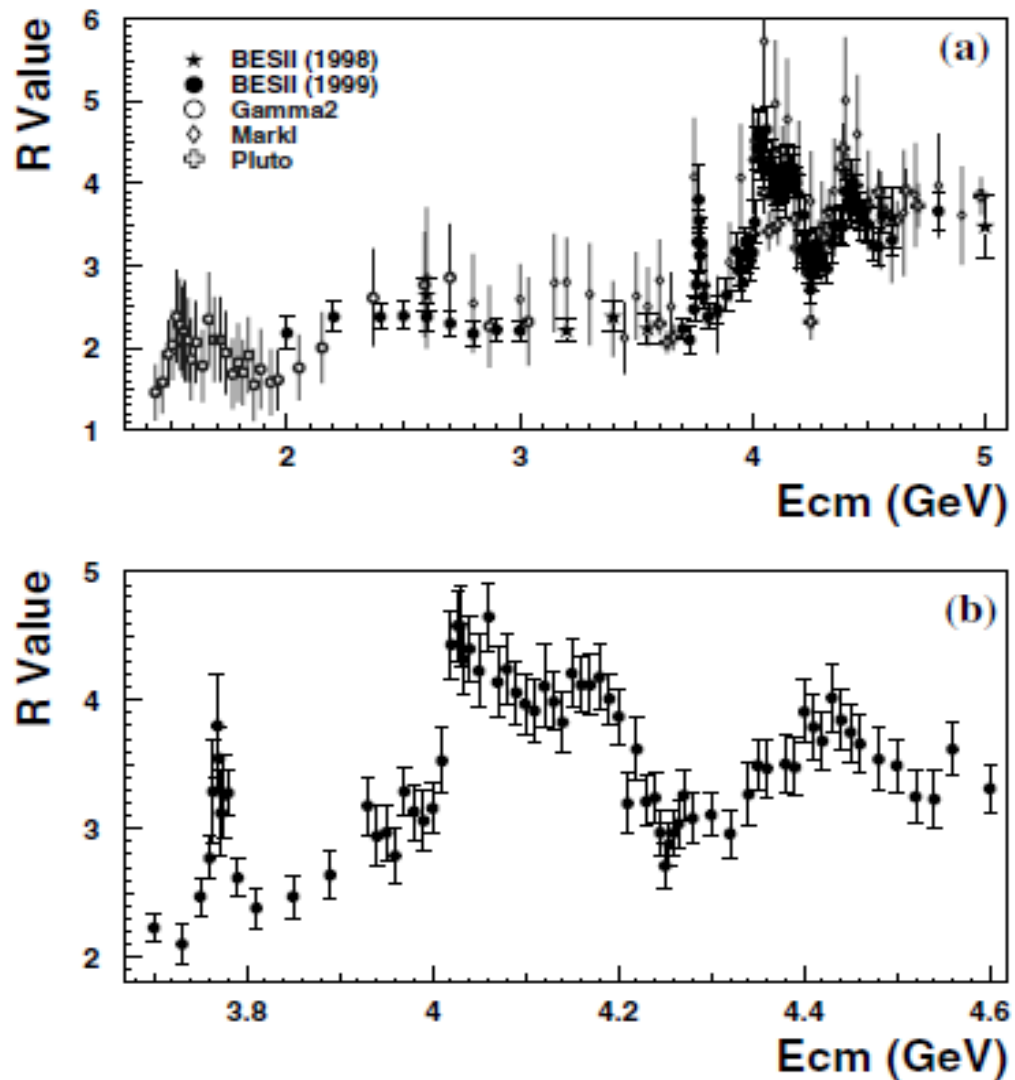 R Value
6
5
4
3
2
1
(a)
BESII (1998)
BESII (1999)
Gamma2
MarkI
Pluto
2 3 4 5
Ecm (GeV)
R Value
5
4
3
2
(b)
3.8 4 4.2 4.4 4.6
Ecm (GeV)